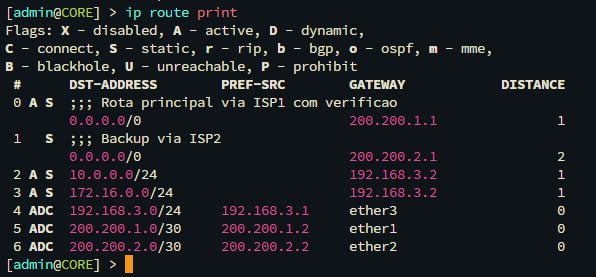 [admin@CORE] > ip route print
Flags: X - disabled, A - active, D - dynamic,
C - connect, S - static, r - rip, b - bgp, o - ospf, m - mme,
B - blackhole, U - unreachable, P - prohibit
# DST-ADDRESS PREF-SRC GATEWAY DISTANCE
0 A S ;;; Rota principal via ISP1 com verificao
0.0.0.0/0 200.200.1.1 1
1 S ;;; Backup via ISP2
0.0.0.0/0 200.200.2.1 2
2 A S 10.0.0.0/24 192.168.3.2 1
3 A S 172.16.0.0/24 192.168.3.2 1
4 ADC 192.168.3.0/24 192.168.3.1 ether3 0
5 ADC 200.200.1.0/30 200.200.1.2 ether1 0
6 ADC 200.200.2.0/30 200.200.2.2 ether2 0
[admin@CORE] >